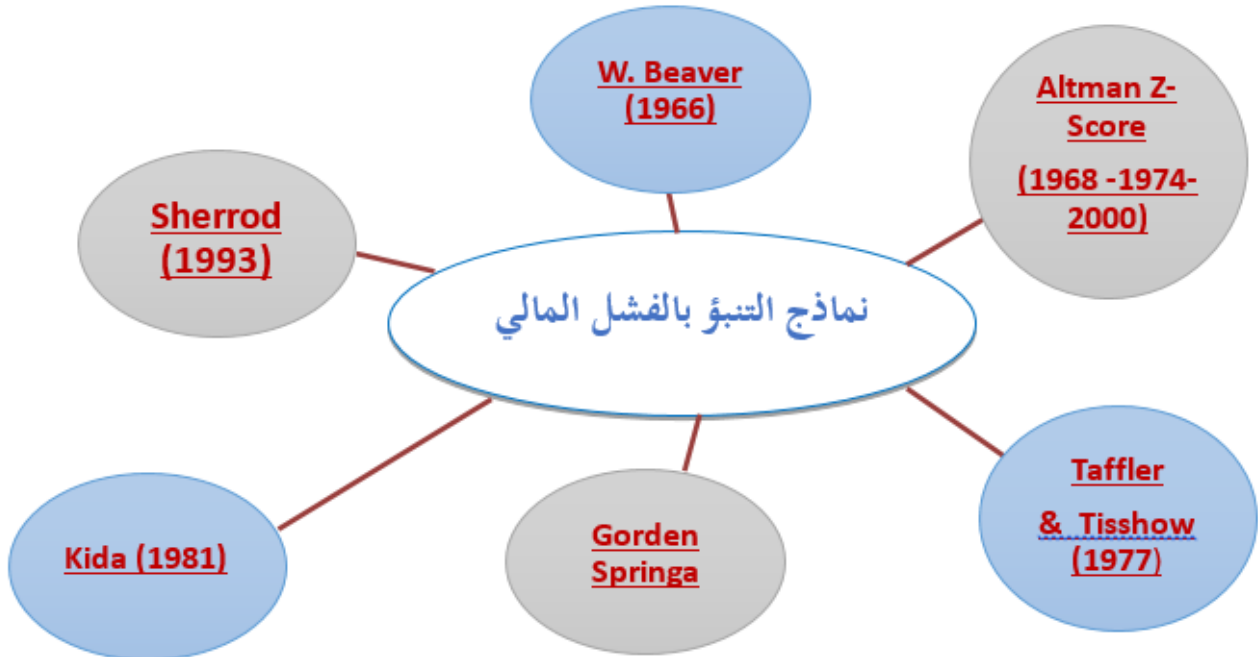 W. Beaver
(1966)
Altman Z-
Score
(1968 -1974-
2000)
Sherrod
(1993)
نماذج التنبؤ بالفشل المالي
Taffler
& Tisshow
(1977)
Gorden
Springa
Kida (1981)